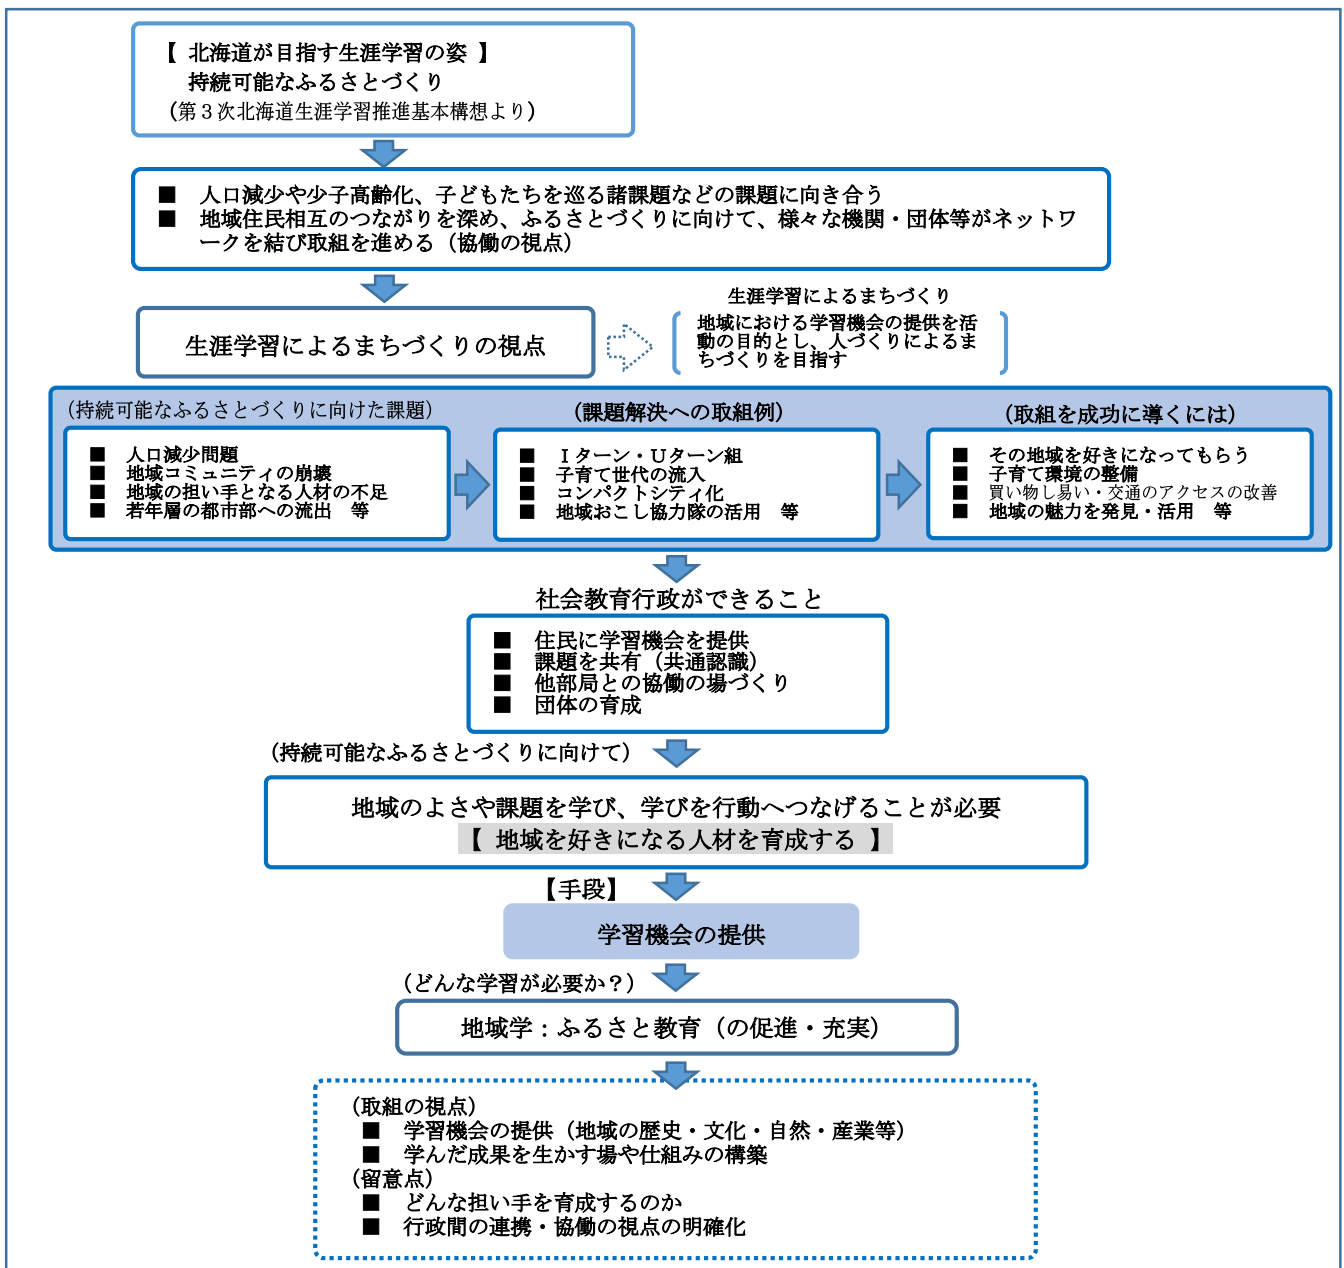 【 北海道が目指す生涯学習の姿 】
持続可能なふるさとづくり
（第３次北海道生涯学習推進基本構想より）
■ 人口減少や少子高齢化、子どもたちを巡る諸課題などの課題に向き合う
■ 地域住民相互のつながりを深め、ふるさとづくりに向けて、様々な機関・団体等がネットワ
ークを結び取組を進める（協働の視点）
生涯学習によるまちづくりの視点
生涯学習によるまちづくり
地域における学習機会の提供を活
動の目的とし、人づくりによるま
ちづくりを目指す
（持続可能なふるさとづくりに向けた課題）
■ 人口減少問題
■ 地域コミュニティの崩壊
■ 地域の担い手となる人材の不足
■ 若年層の都市部への流出　等
（課題解決への取組例）
■ Ｉターン・Ｕターン組
■ 子育て世代の流入
■ コンパクトシティ化
■ 地域おこし協力隊の活用　等
（取組を成功に導くには）
■ その地域を好きになってもらう
■ 子育て環境の整備
■ 買い物し易い・交通のアクセスの改善
■ 地域の魅力を発見・活用　等
社会教育行政ができること
■ 住民に学習機会を提供
■ 課題を共有（共通認識）
■ 他部局との協働の場づくり
■ 団体の育成
（持続可能なふるさとづくりに向けて）
地域のよさや課題を学び、学びを行動へつなげることが必要
【 地域を好きになる人材を育成する 】
【手段】
学習機会の提供
（どんな学習が必要か？）
地域学：ふるさと教育（の促進・充実）
（取組の視点）
■ 学習機会の提供（地域の歴史・文化・自然・産業等）
■ 学んだ成果を生かす場や仕組みの構築
（留意点）
■ どんな担い手を育成するのか
■ 行政間の連携・協働の視点の明確化